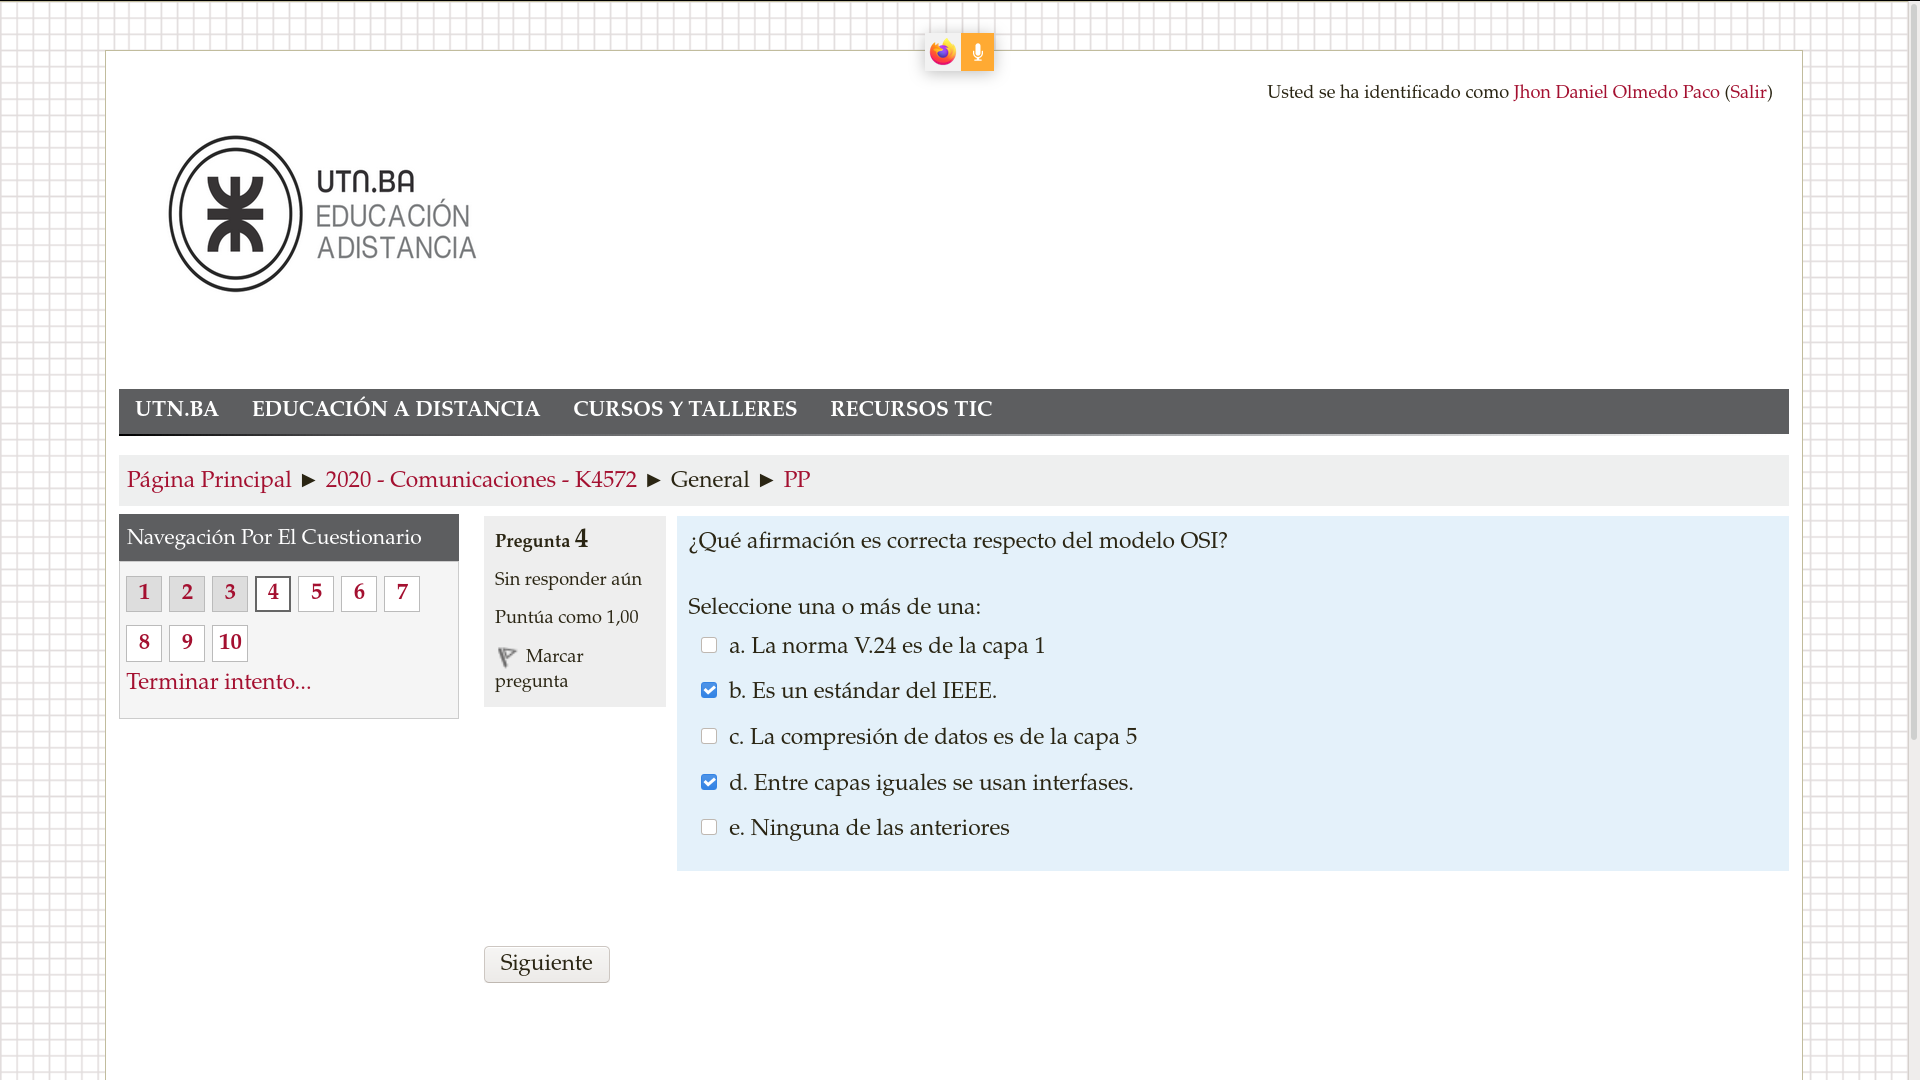 Usted se ha identificado como Jhon Daniel Olmedo Paco (Salir)
UTN.BA
EDUCACIÓN
A DISTANCIA
UTN.BA EDUCACIÓN A DISTANCIA CURSOS Y TALLERES RECURSOS TIC
Página Principal ► 2020 - Comunicaciones - K4572 ► General ► PP
Navegación Por El Cuestionario
1 2 3 4 5 6 7
8 9 10
Terminar intento...
Pregunta 4
Sin responder aún
Puntúa como 1,00
Marcar
pregunta
¿Qué afirmación es correcta respecto del modelo OSI?
Seleccione una o más de una:
a. La norma V.24 es de la capa 1
b. Es un estándar del IEEE.
c. La compresión de datos es de la capa 5
d. Entre capas iguales se usan interfases.
e. Ninguna de las anteriores
Siguiente